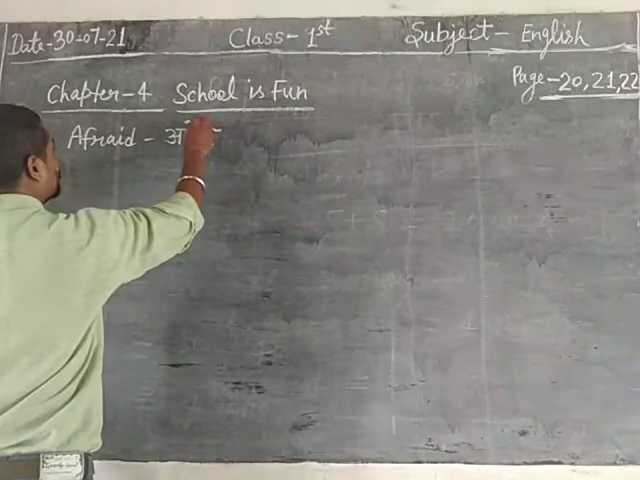 Date-30-07-21 Class-1st Subject- English
Page-20,21,22
Chapter-4 School is Fun
Afraid -